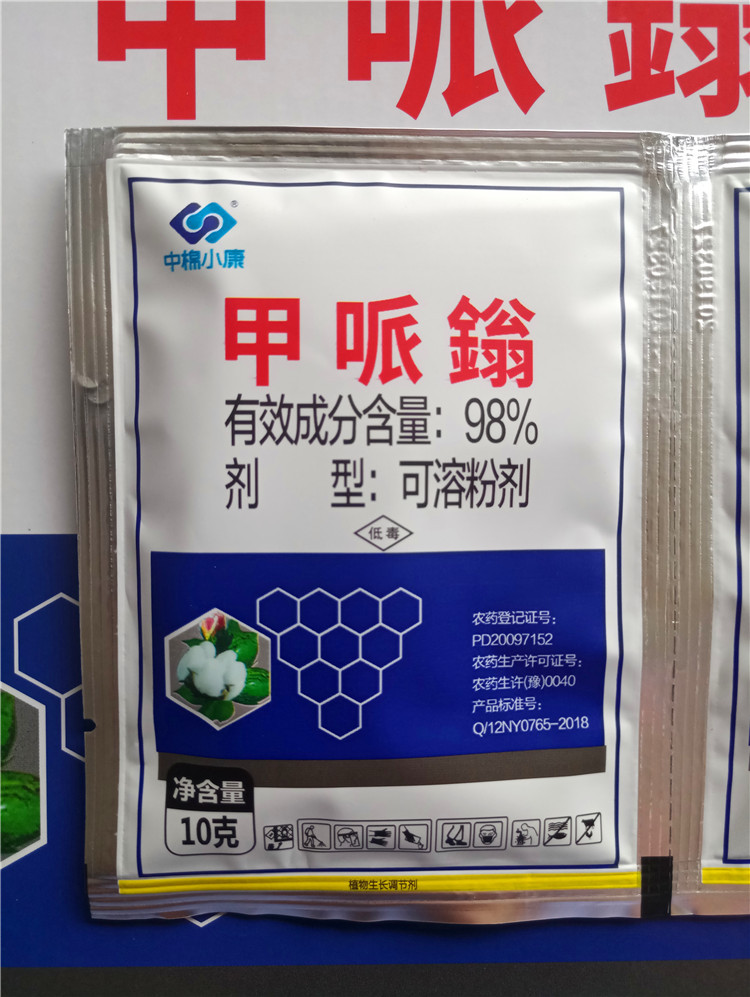 甲哌鎓
中棉小康®
甲哌鎓
有效成分含量：98%
剂　型：可溶粉剂
低毒
农药登记证号：
PD20097152
农药生产许可证号：
农药生许(豫)0040
产品标准号：
Q/12NY0765-2018
净含量
10克
植物生长调节剂